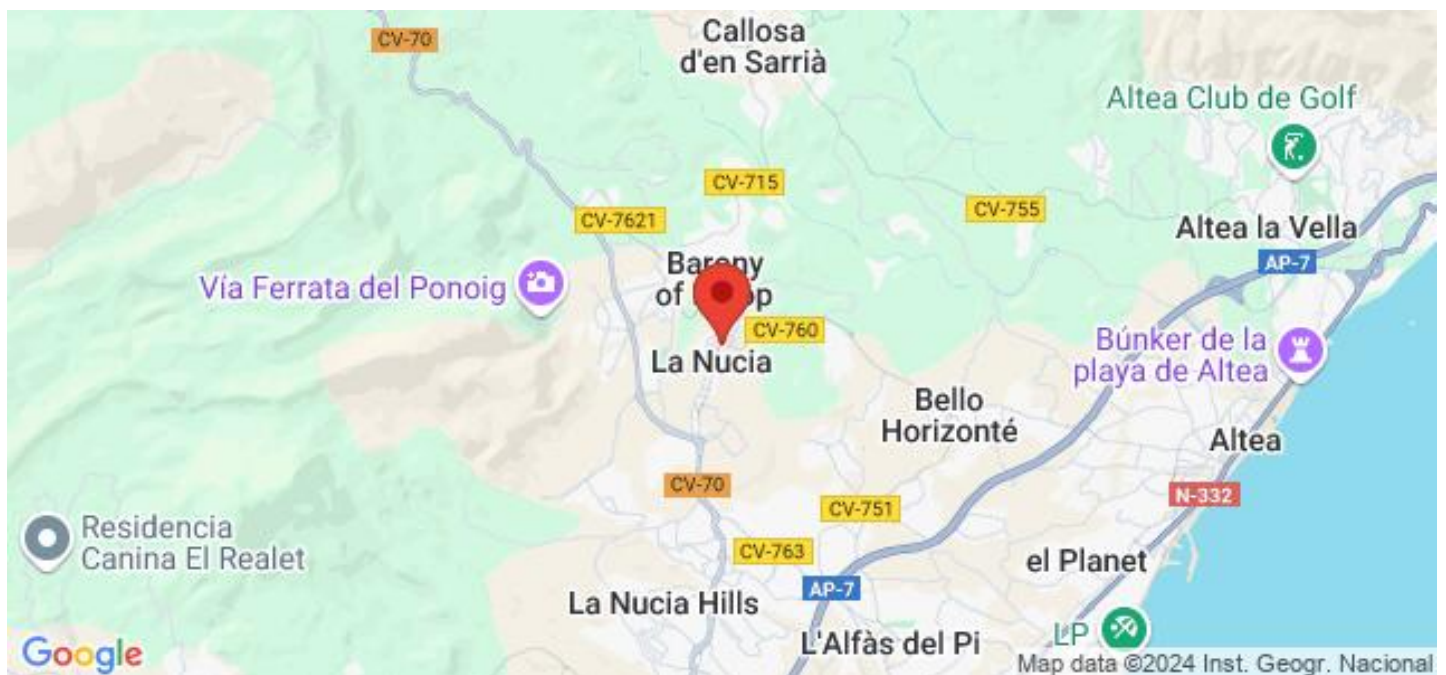 CV-70
Callosa
d'en Sarrià
Altea Club de Golf
CV-715
CV-755
CV-7621
Altea la Vella
AP-7
Barony
of
Vía Ferrata del Ponoig
CV-760
La Nucia
Búnker de la
playa de Altea
Bello
Horizonté
Altea
CV-70
N-332
CV-751
Residencia
Canina El Realet
CV-763
el Planet
AP-7
La Nucia Hills
L'Alfàs del Pi
LP
Google
Map data ©2024 Inst. Geogr. Nacional